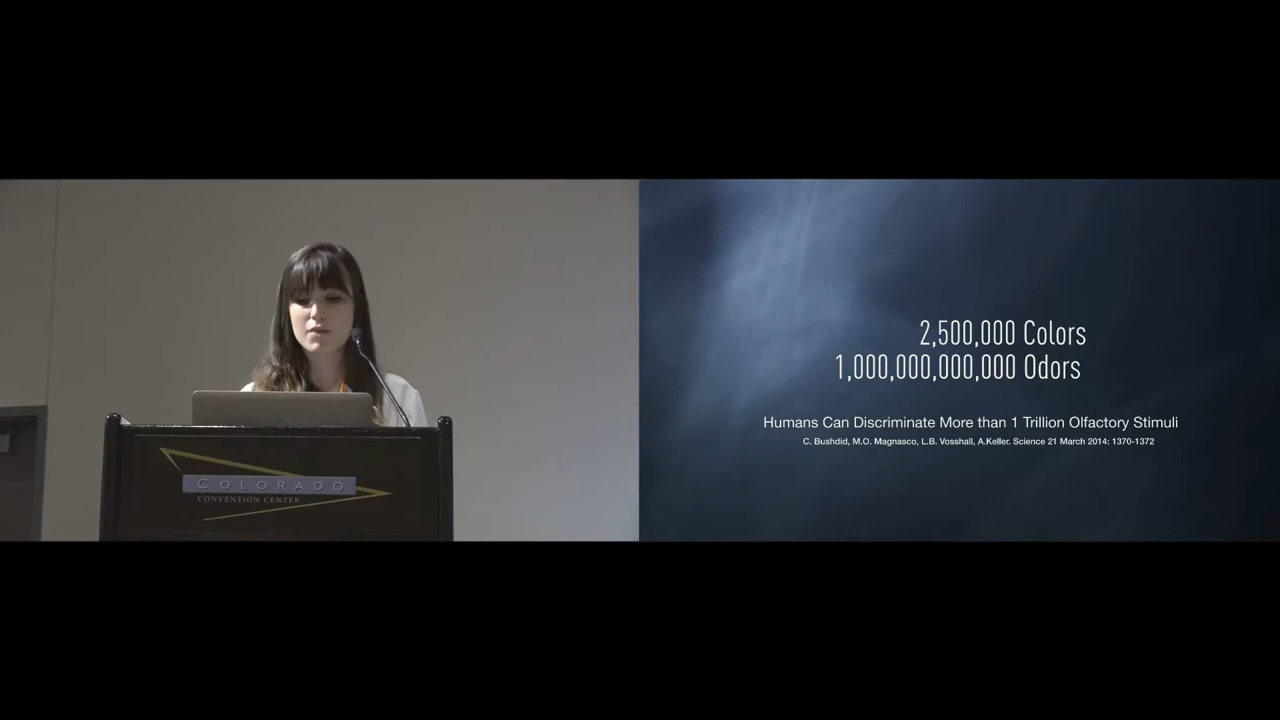 COLORADO
CONVENTION CENTER
2,500,000 Colors
1,000,000,000,000 Odors
Humans Can Discriminate More than 1 Trillion Olfactory Stimuli
C. Bushdid, M.O. Magnasco, L.B. Vosshall, A.Keller. Science 21 March 2014: 1370-1372